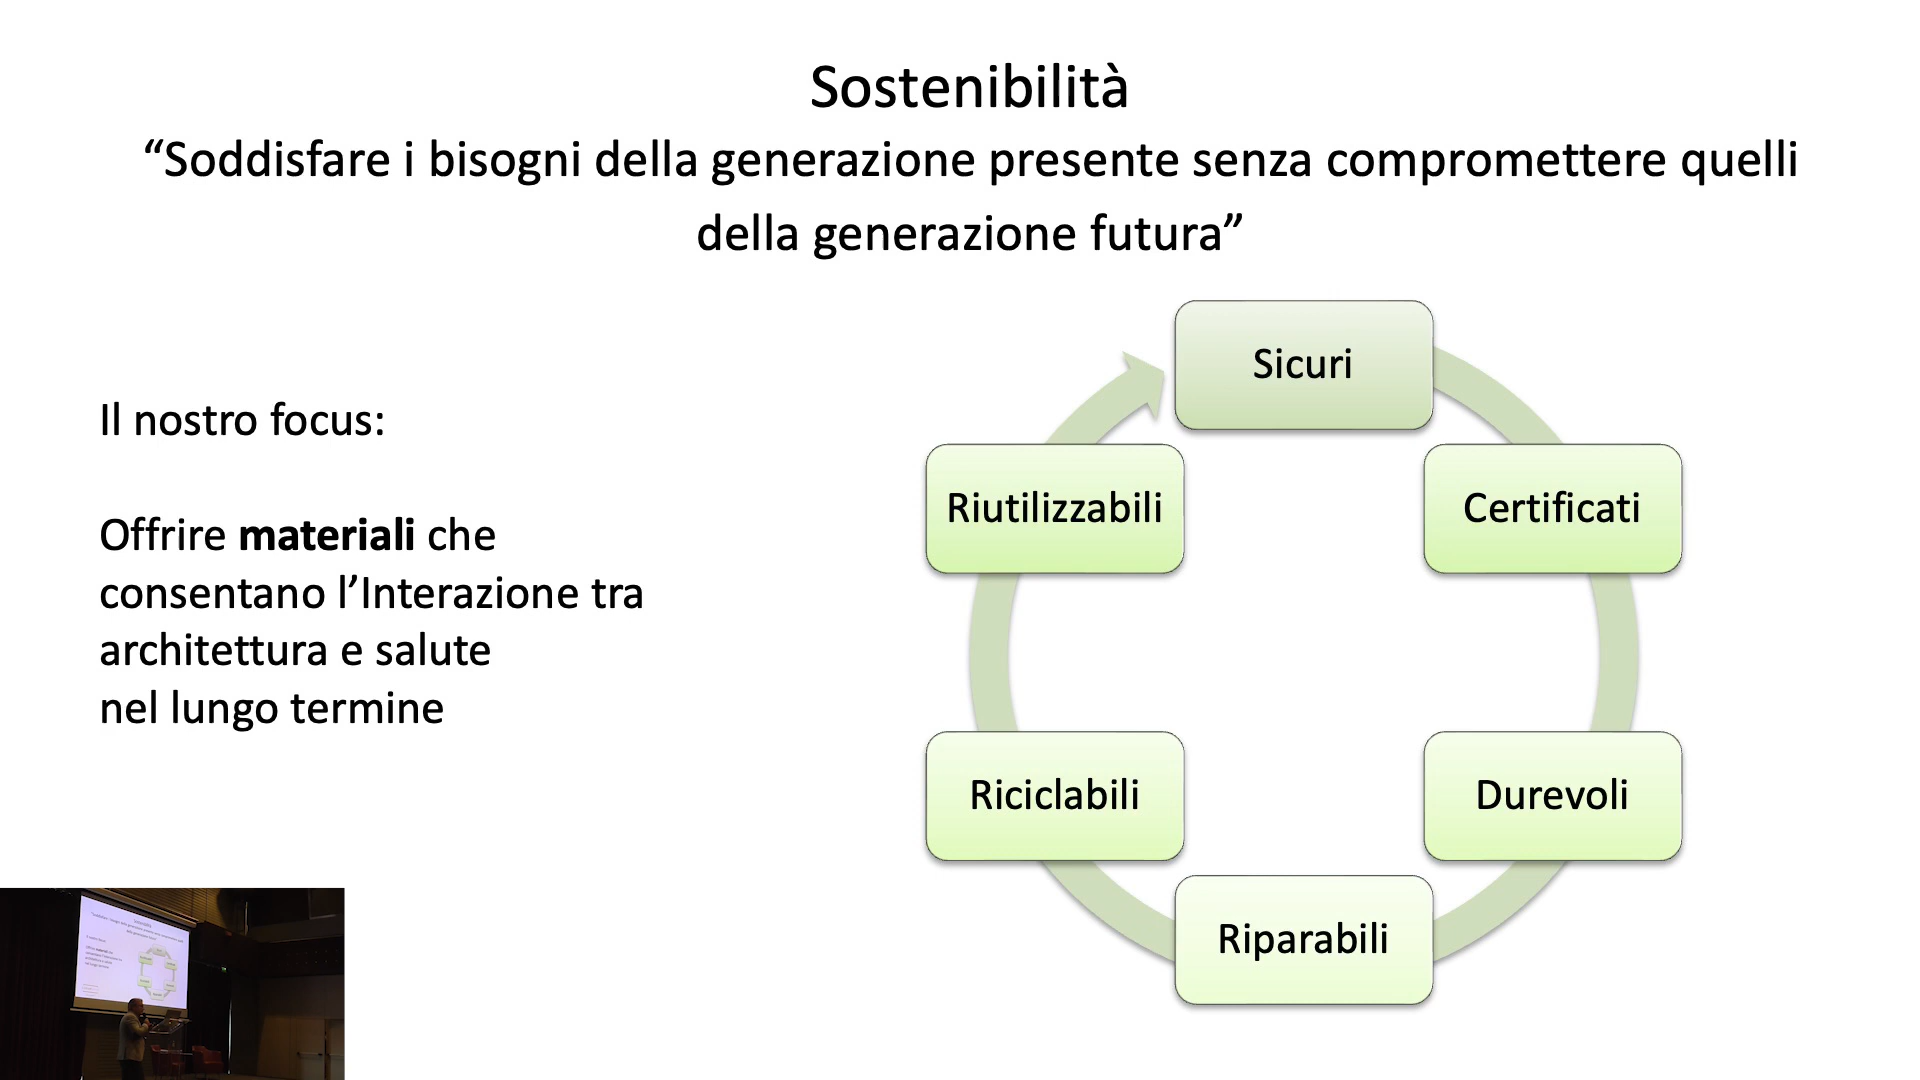 Sostenibilità
“Soddisfare i bisogni della generazione presente senza compromettere quelli
della generazione futura”
Il nostro focus:
Offrire materiali che
consentano l’Interazione tra
architettura e salute
nel lungo termine
Sicuri
Certificati
Durevoli
Riparabili
Riciclabili
Riutilizzabili